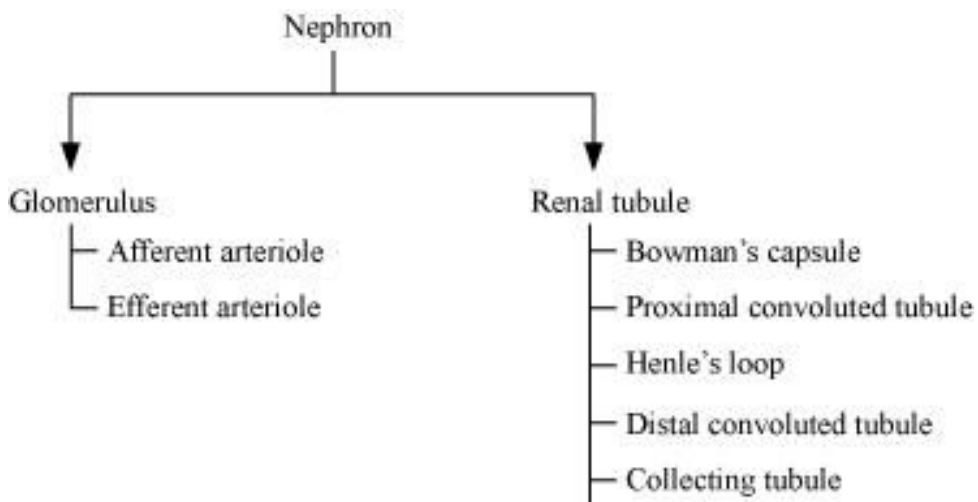 Nephron
Glomerulus
Afferent arteriole
Efferent arteriole
Renal tubule
Bowman's capsule
Proximal convoluted tubule
Henle's loop
Distal convoluted tubule
Collecting tubule